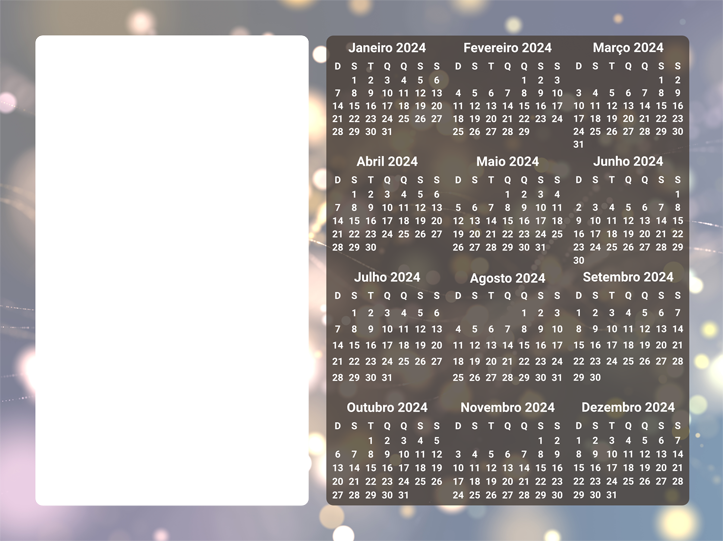 Janeiro 2024 Fevereiro 2024 Março 2024
D S T Q Q S S D S T Q Q S S D S T Q Q S S
1 2 3 4 5 6 1 2 3 1 2
7 8 9 10 11 12 13 4 5 6 7 8 9 10 3 4 5 6 7 8 9
14 15 16 17 18 19 20 11 12 13 14 15 16 17 10 11 12 13 14 15 16
21 22 23 24 25 26 27 18 19 20 21 22 23 24 17 18 19 20 21 22 23
28 29 30 31 25 26 27 28 29 24 25 26 27 28 29 30
31
Abril 2024 Maio 2024 Junho 2024
D S T Q Q S S D S T Q Q S S D S T Q Q S S
1 2 3 4 5 6 1 2 3 4 1
7 8 9 10 11 12 13 5 6 7 8 9 10 11 2 3 4 5 6 7 8
14 15 16 17 18 19 20 12 13 14 15 16 17 18 9 10 11 12 13 14 15
21 22 23 24 25 26 27 19 20 21 22 23 24 25 16 17 18 19 20 21 22
28 29 30 26 27 28 29 30 31 23 24 25 26 27 28 29
30
Julho 2024 Agosto 2024 Setembro 2024
D S T Q Q S S D S T Q Q S S D S T Q Q S S
1 2 3 4 5 6 1 2 3 1 2 3 4 5 6 7
7 8 9 10 11 12 13 4 5 6 7 8 9 10 8 9 10 11 12 13 14
14 15 16 17 18 19 20 11 12 13 14 15 16 17 15 16 17 18 19 20 21
21 22 23 24 25 26 27 18 19 20 21 22 23 24 22 23 24 25 26 27 28
28 29 30 31 25 26 27 28 29 30 31 29 30
Outubro 2024 Novembro 2024 Dezembro 2024
D S T Q Q S S D S T Q Q S S D S T Q Q S S
1 2 3 4 5 1 2 1 2 3 4 5 6 7
6 7 8 9 10 11 12 3 4 5 6 7 8 9 8 9 10 11 12 13 14
13 14 15 16 17 18 19 10 11 12 13 14 15 16 15 16 17 18 19 20 21
20 21 22 23 24 25 26 17 18 19 20 21 22 23 22 23 24 25 26 27 28
27 28 29 30 31 24 25 26 27 28 29 30 29 30 31